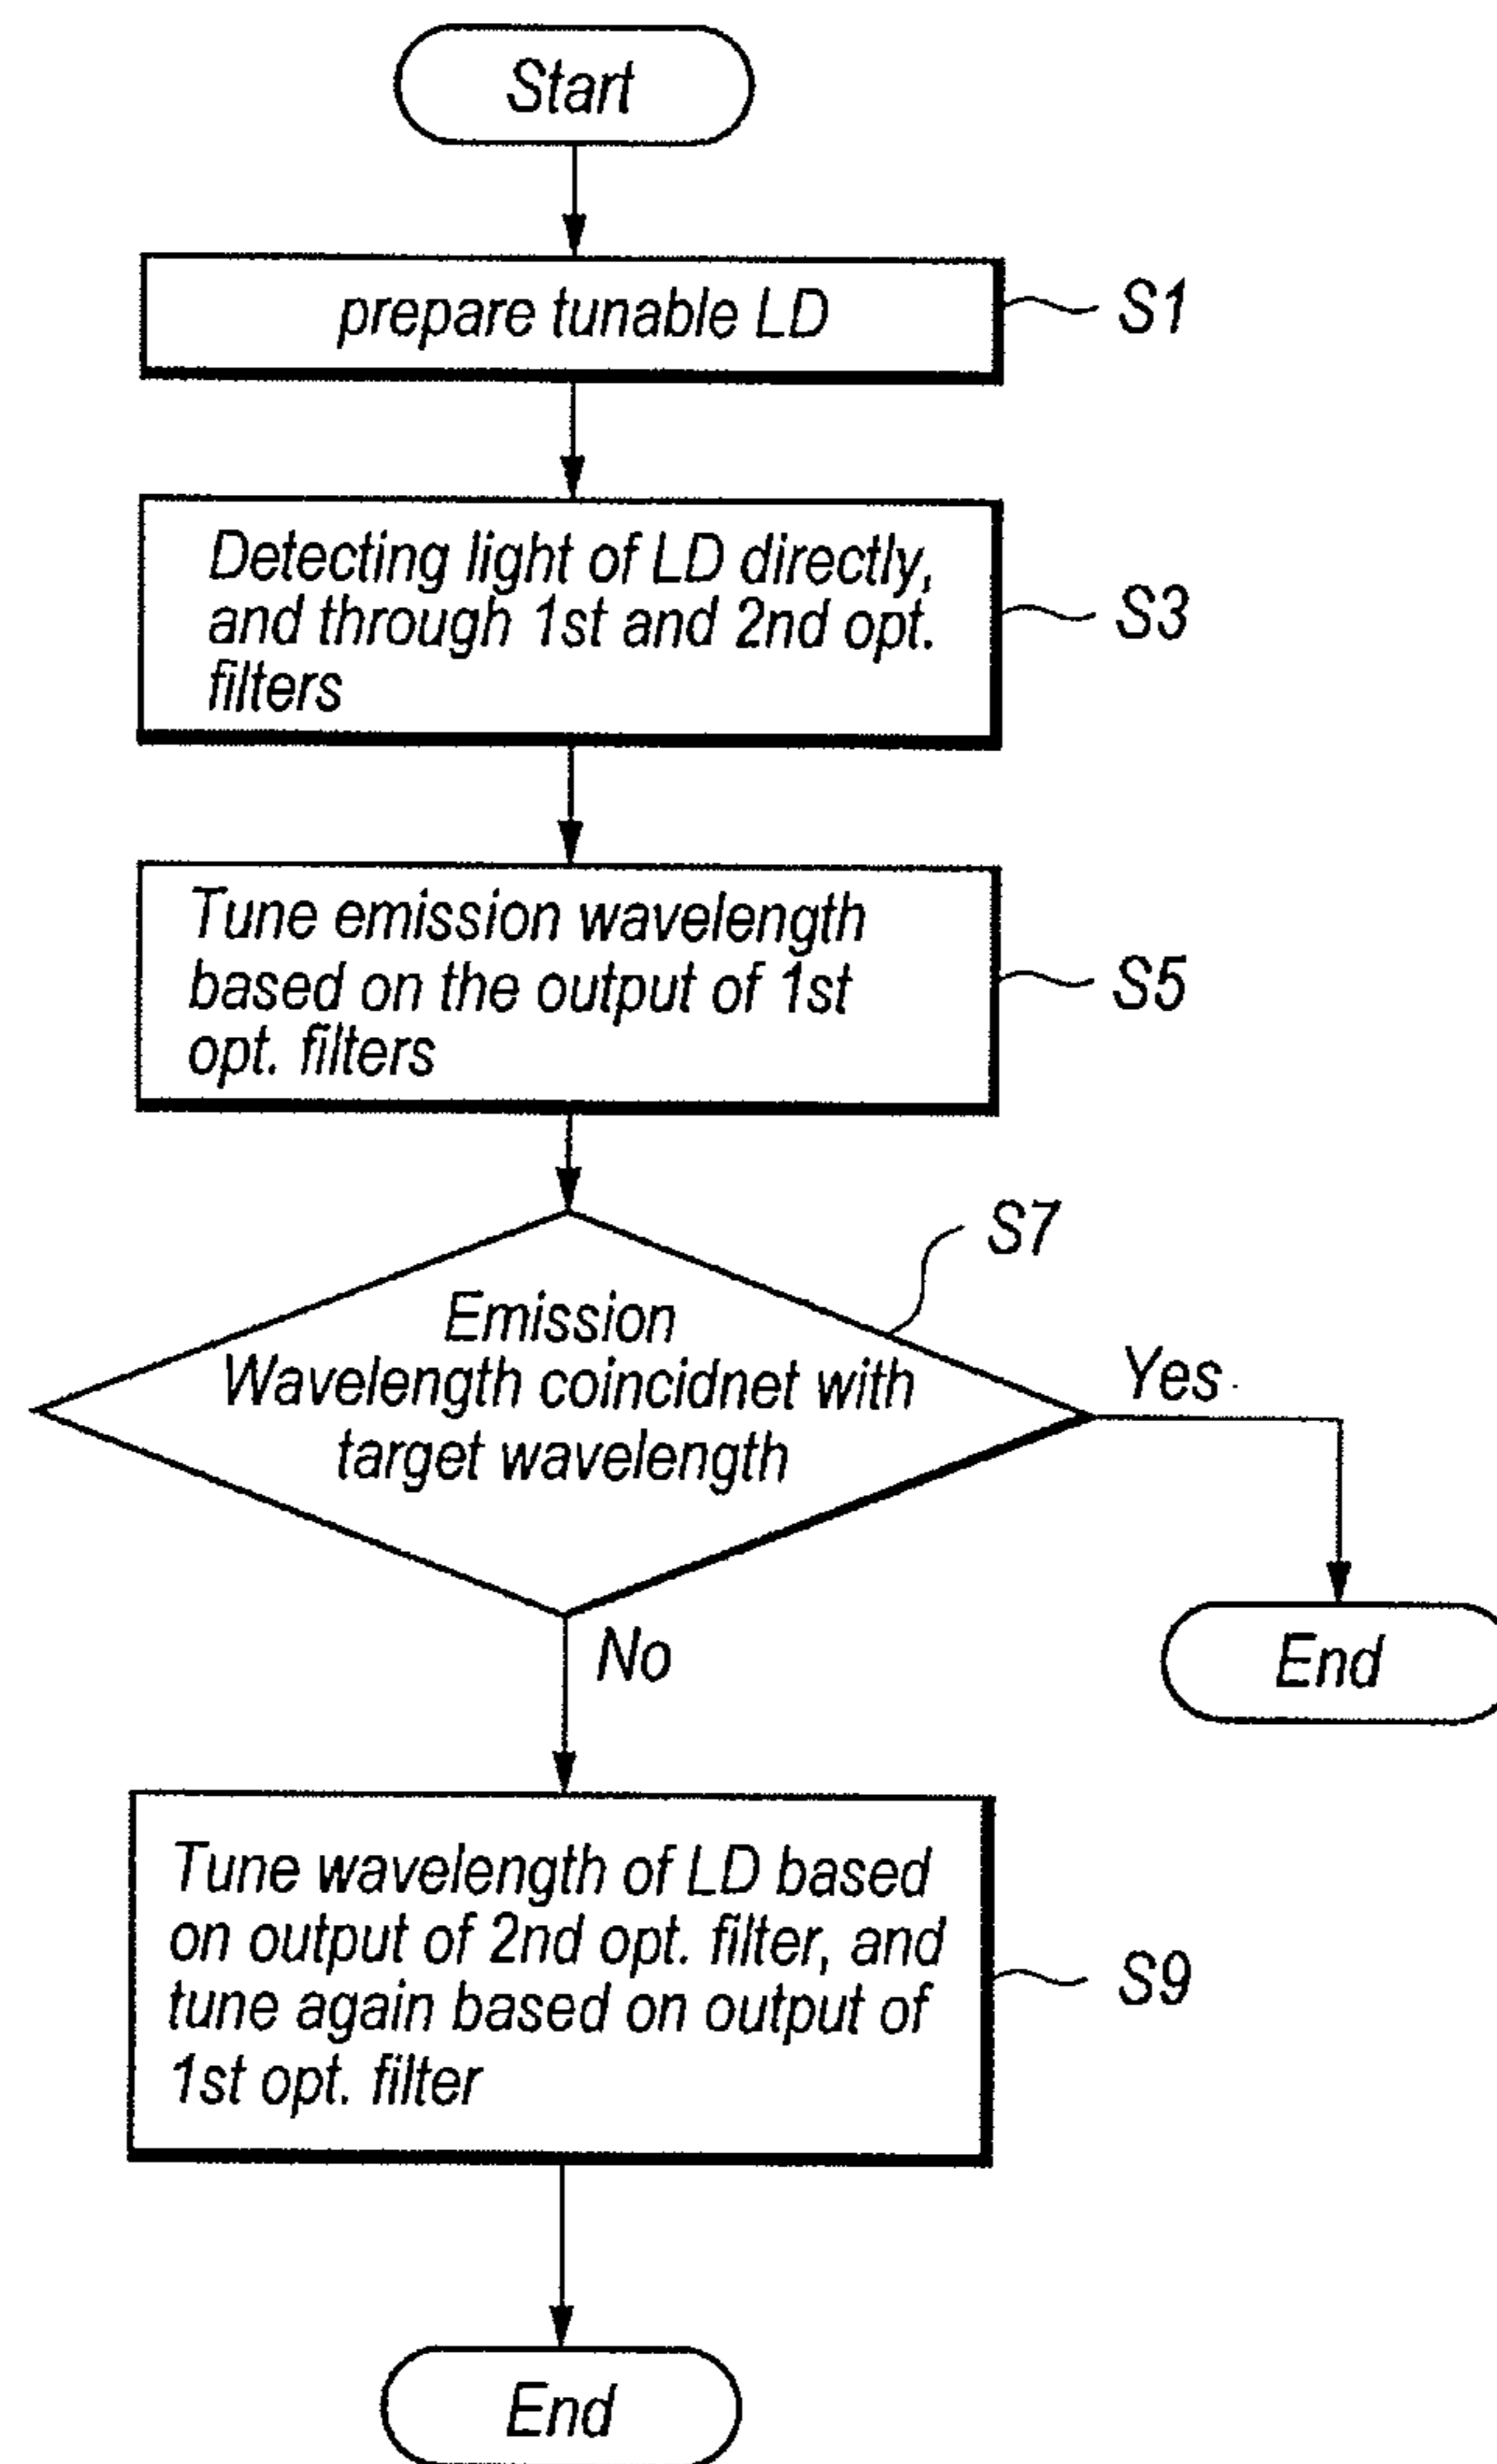 Start
prepare tunable LD
S1
Detecting light of LD directly,
and through 1st and 2nd opt.
filters
S3
Tune emission wavelength
based on the output of 1st
opt. filters
S5
S7
Emission
Wavelength coincidnet with
target wavelength
Yes
No
End
Tune wavelength of LD based
on output of 2nd opt. filter, and
tune again based on output of
1st opt. filter
S9
End